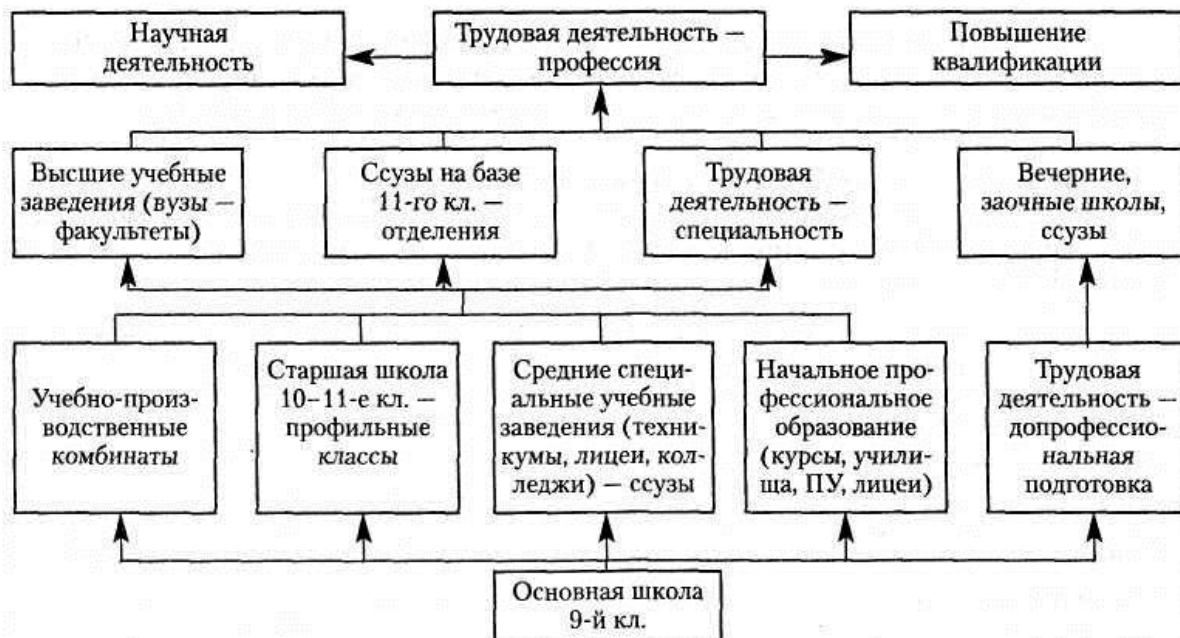 Научная
деятельность
Трудовая деятельность —
профессия
Повышение
квалификации
Высшие учебные
заведения (вузы —
факультеты)
Ссузы на базе
11-го кл. —
отделения
Трудовая
деятельность —
специальность
Вечерние,
заочные школы,
ссузы
Учебно-произ-
водственные
комбинаты
Старшая школа
10–11-е кл. —
профильные
классы
Средние специ-
альные учебные
заведения (техни-
кумы, лицеи, кол-
леджи) — ссузы
Начальное про-
фессиональное
образование
(курсы, учили-
ща, ПУ, лицеи)
Трудовая
деятельность —
допрофессио-
нальная
подготовка
Основная школа
9-й кл.